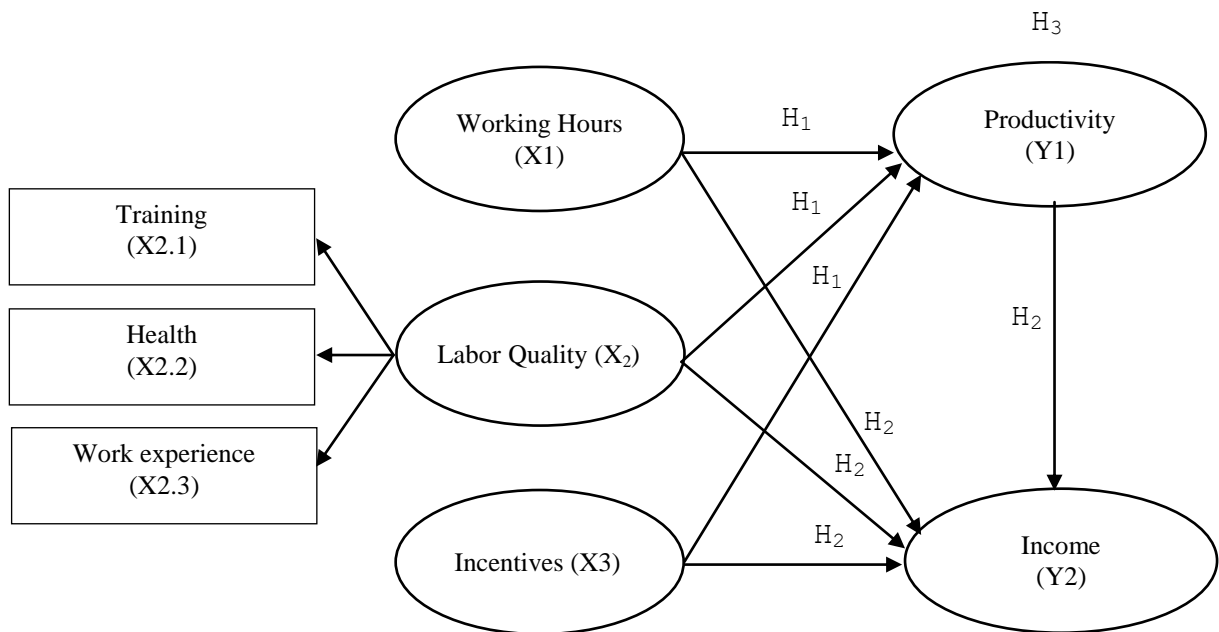 H₃
Working Hours
(X1)
H₁
Productivity
(Y1)
Training
(X2.1)
H₁
H₁
Health
(X2.2)
Labor Quality (X₂)
H₂
Work experience
(X2.3)
H₂
H₂
Incentives (X3)
H₂
Income
(Y2)